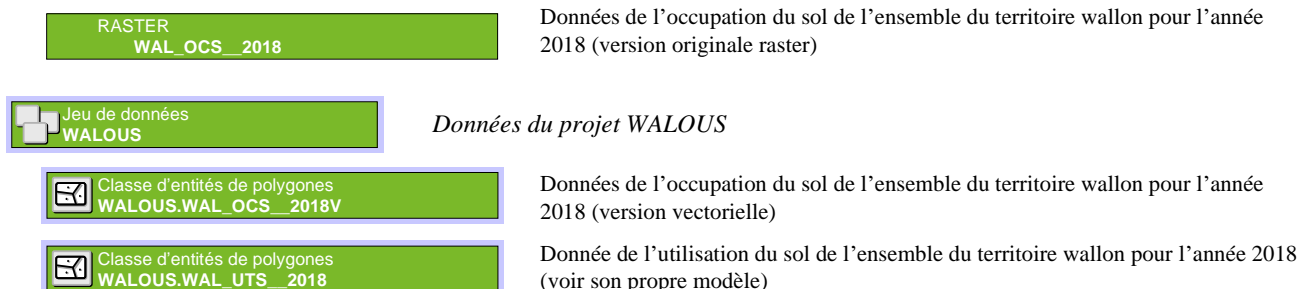 RASTER
WAL_OCS__2018
Données de l’occupation du sol de l’ensemble du territoire wallon pour l’année
2018 (version originale raster)
Jeu de données
WALOUS
Données du projet WALOUS
Classe d'entités de polygones
WALOUS.WAL_OCS__2018V
Données de l’occupation du sol de l’ensemble du territoire wallon pour l’année
2018 (version vectorielle)
Classe d'entités de polygones
WALOUS.WAL_UTS__2018
Donnée de l’utilisation du sol de l’ensemble du territoire wallon pour l’année 2018
(voir son propre modèle)